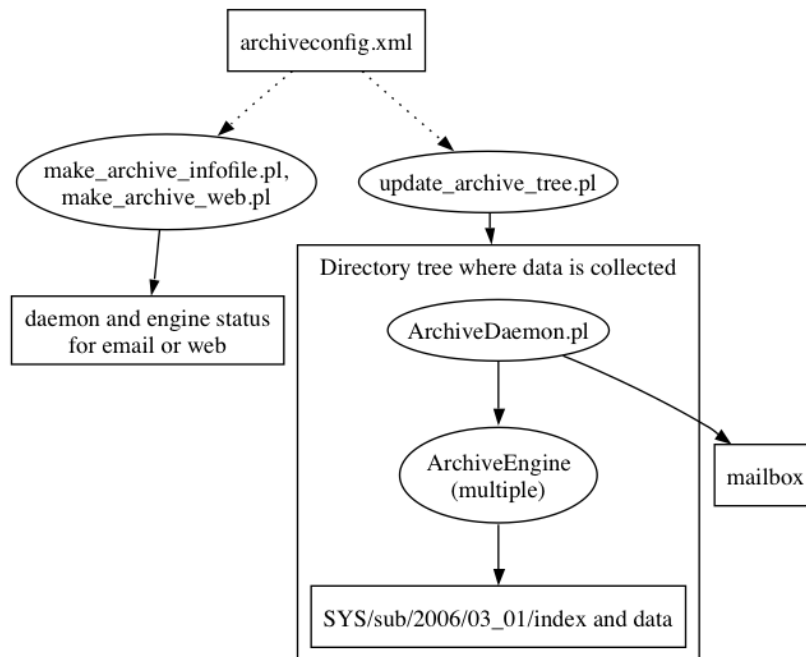 archiveconfig.xml
make_archive_infofile.pl,
make_archive_web.pl
update_archive_tree.pl
Directory tree where data is collected
daemon and engine status
for email or web
ArchiveDaemon.pl
ArchiveEngine
(multiple)
mailbox
SYS/sub/2006/03_01/index and data